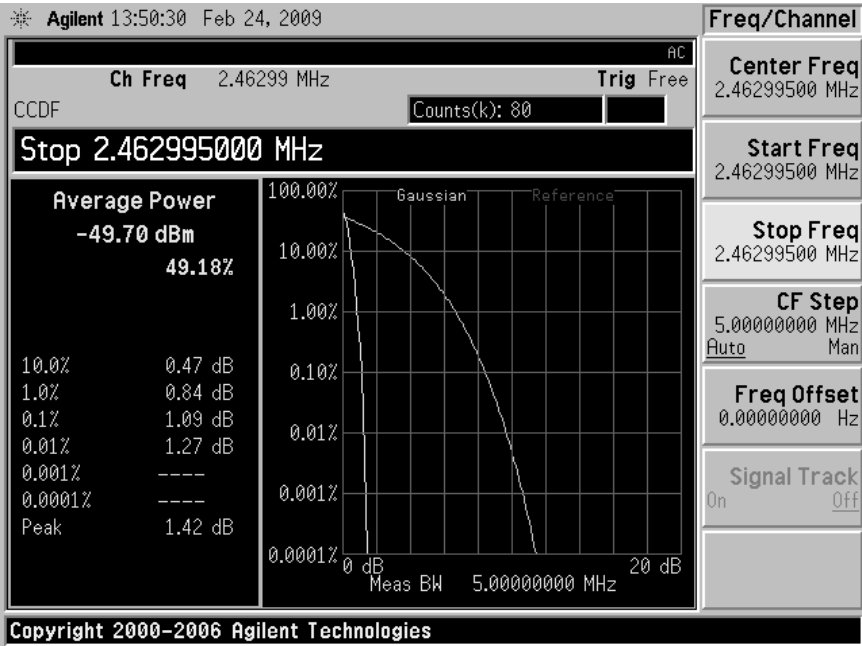 Agilent 13:50:30 Feb 24, 2009
Freq/Channel
AC
Ch Freq 2.46299 MHz Trig Free
CCDF Counts(k): 80
Stop 2.462995000 MHz
Average Power
-49.70 dBm
49.18%
10.0% 0.47 dB
1.0% 0.84 dB
0.1% 1.09 dB
0.01% 1.27 dB
0.001% ----
0.0001% ----
Peak 1.42 dB
Gaussian Reference
100.00%
10.00%
1.00%
0.10%
0.01%
0.001%
0.0001%
0 dB 20 dB
Meas BW 5.00000000 MHz
Center Freq
2.46299500 MHz
Start Freq
2.46299500 MHz
Stop Freq
2.46299500 MHz
CF Step
5.00000000 MHz
Auto Man
Freq Offset
0.00000000 Hz
Signal Track
On Off
Copyright 2000-2006 Agilent Technologies